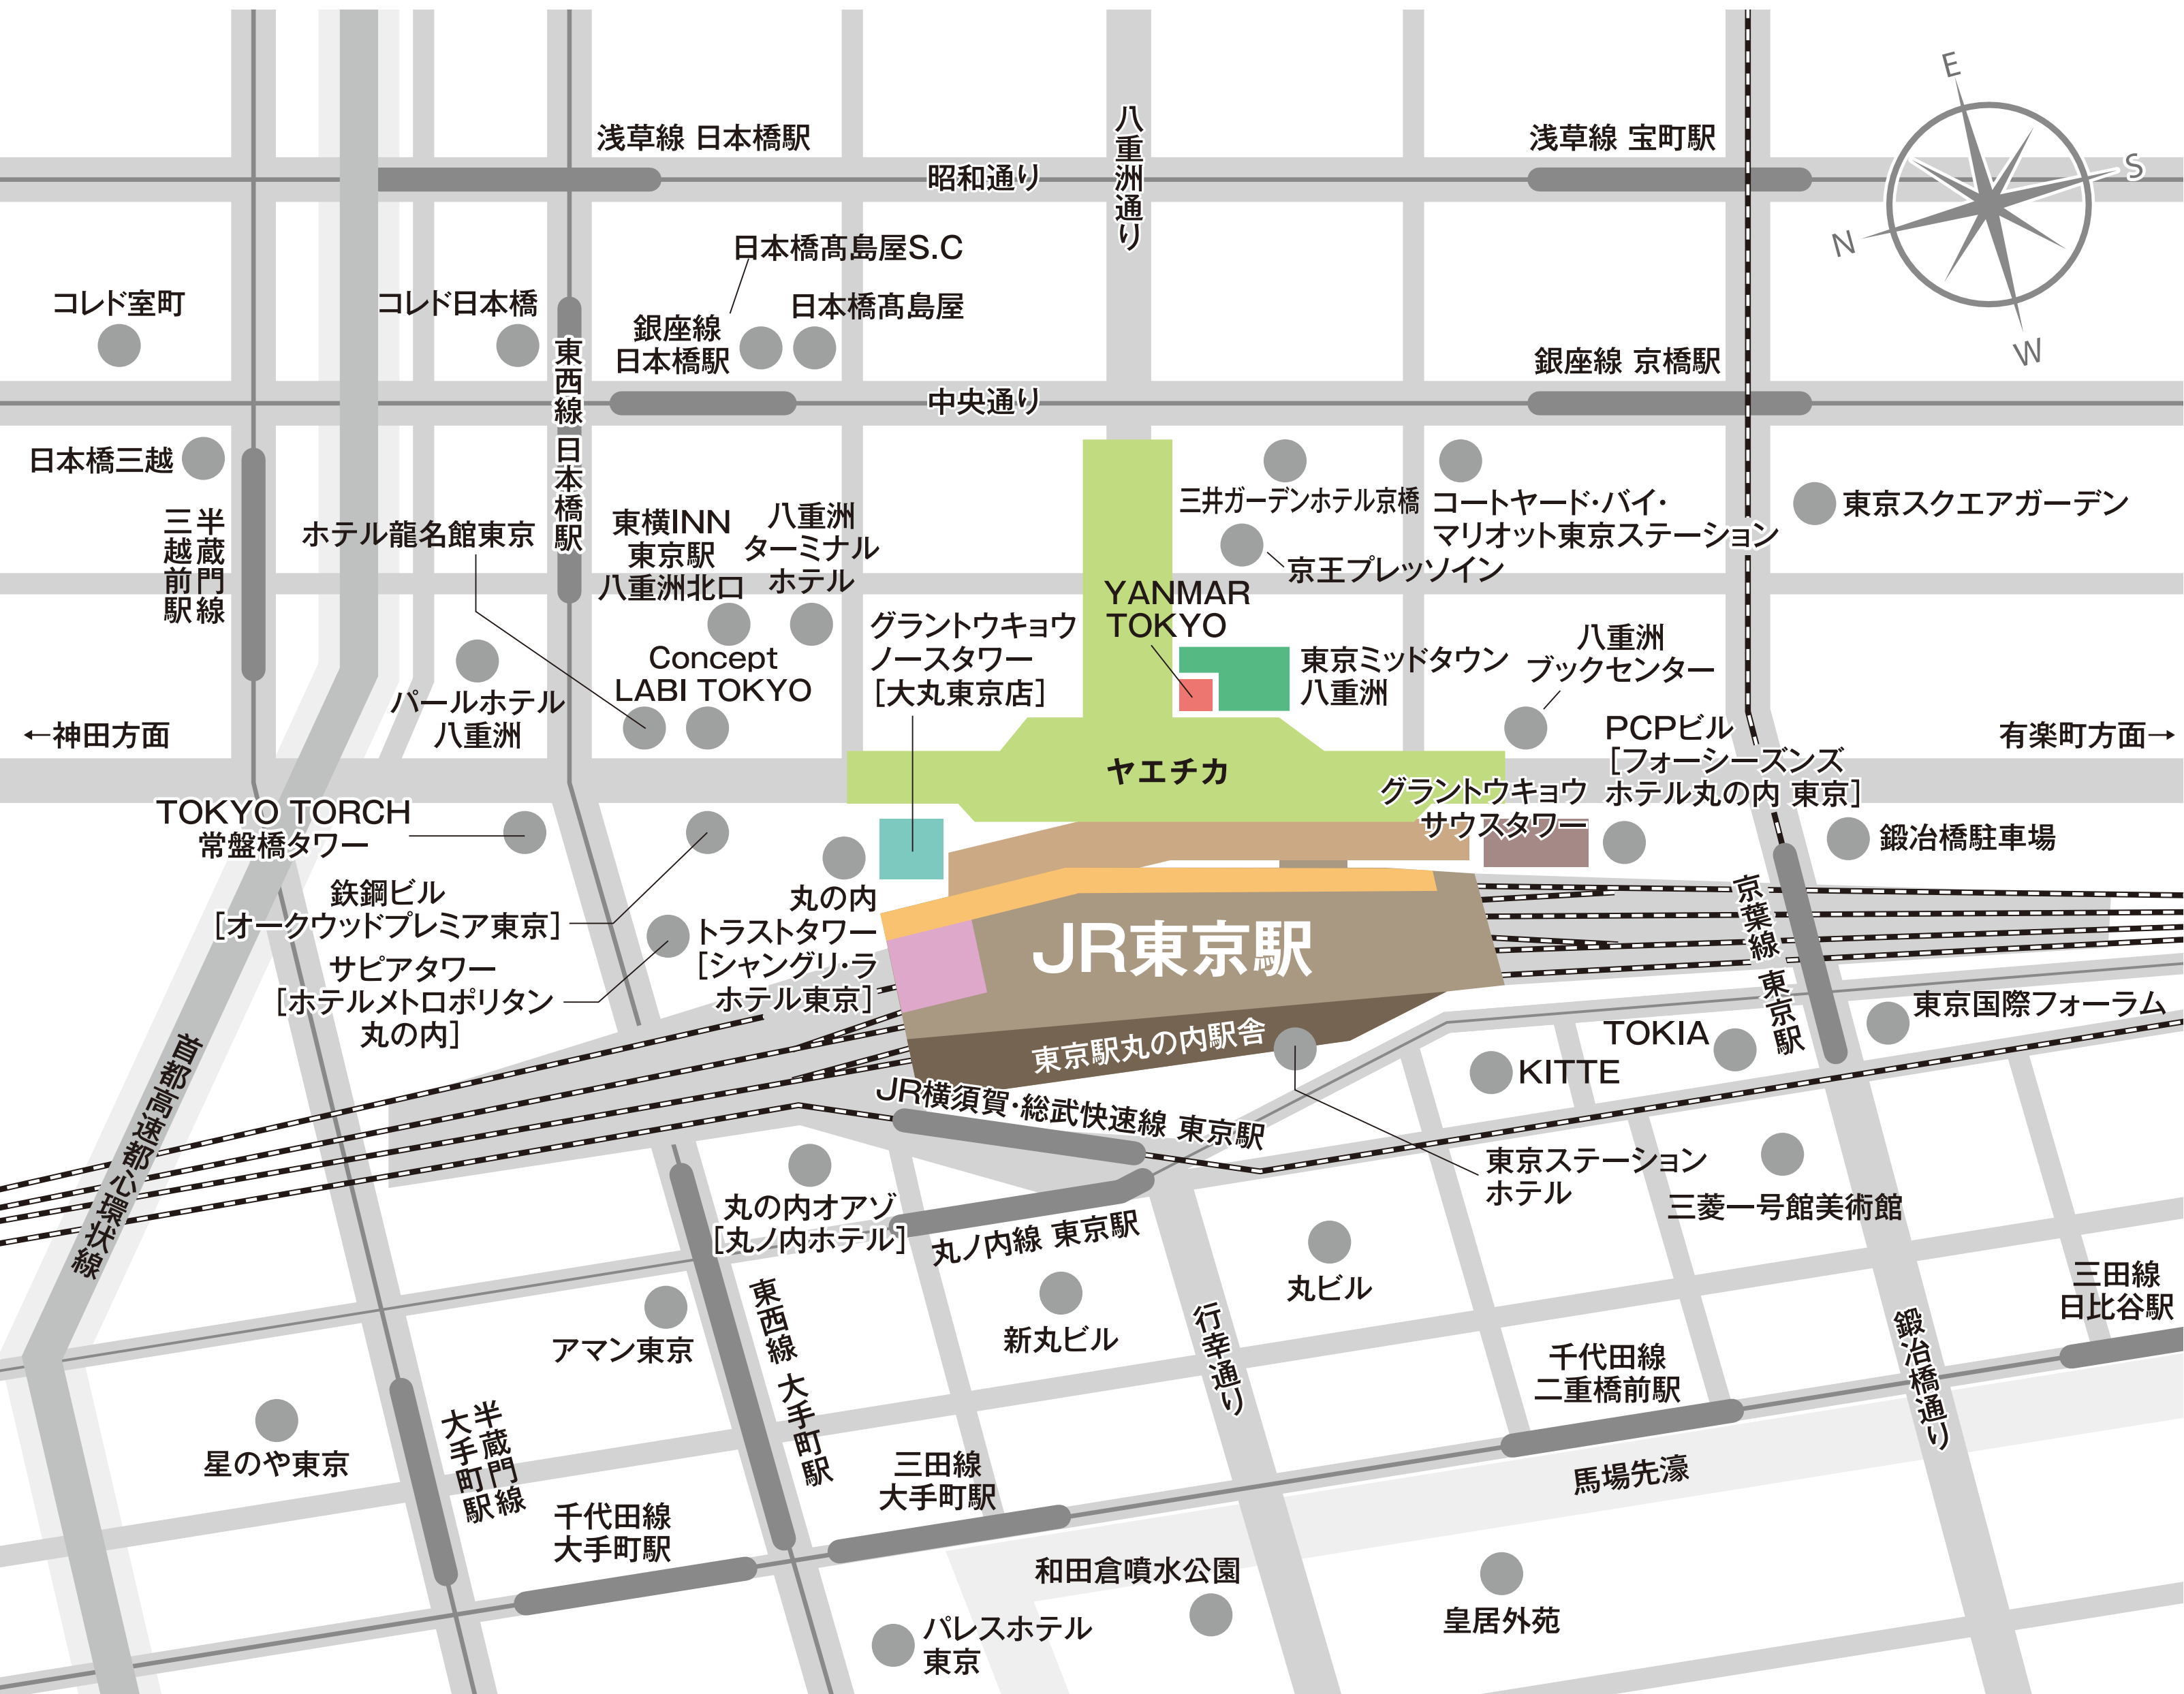 浅草線 日本橋駅
昭和通り
八重洲通り
浅草線 宝町駅
E
S
N
W
日本橋髙島屋S.C
日本橋髙島屋
コレド室町
コレド日本橋
銀座線
日本橋駅
東西線 日本橋駅
中央通り
銀座線 京橋駅
日本橋三越
半蔵門線
三越前駅
ホテル龍名館東京
東横INN
東京駅
八重洲北口
八重洲
ターミナル
ホテル
三井ガーデンホテル京橋
コートヤード・バイ・
マリオット東京ステーション
東京スクエアガーデン
京王プレッソイン
YANMAR
TOKYO
グラントウキョウ
ノースタワー
[大丸東京店]
Concept
LABI TOKYO
パールホテル
八重洲
東京ミッドタウン
八重洲
八重洲
ブックセンター
←神田方面
有楽町方面→
PCPビル
[フォーシーズンズ
ホテル丸の内 東京]
ヤエチカ
グラントウキョウ
サウスタワー
TOKYO TORCH
常盤橋タワー
鍛冶橋駐車場
鉄鋼ビル
[オークウッドプレミア東京]
丸の内
トラストタワー
[シャングリ・ラ
ホテル東京]
サピアタワー
[ホテルメトロポリタン
丸の内]
JR東京駅
京葉線 東京駅
東京駅丸の内駅舎
東京国際フォーラム
TOKIA
KITTE
首都高速都心環状線
JR横須賀・総武快速線 東京駅
東京ステーション
ホテル
三菱一号館美術館
丸の内オアゾ
[丸ノ内ホテル]
丸ノ内線 東京駅
丸ビル
新丸ビル
アマン東京
東西線 大手町駅
行幸通り
鍛冶橋通り
三田線
日比谷駅
千代田線
二重橋前駅
星のや東京
半蔵門線
大手町駅
三田線
大手町駅
千代田線
大手町駅
馬場先濠
和田倉噴水公園
皇居外苑
パレスホテル
東京